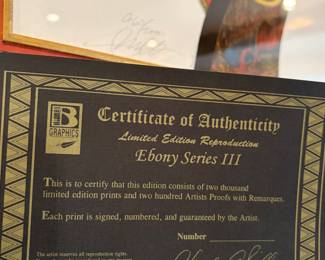 B
GRAPHICS
Certificate of Authenticity
Limited Edition Reproduction
Ebony Series III
This is to certify that this edition consists of two thousand
limited edition prints and two hundred Artists Proofs with Remarques.
Each print is signed, numbered, and guaranteed by the Artist.
Number
The artist reserves all reproduction rights